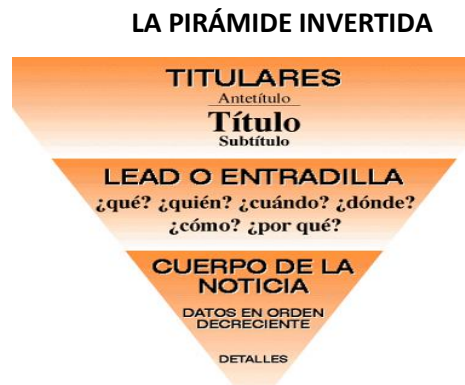 LA PIRÁMIDE INVERTIDA
TITULARES
Antetítulo
Título
Subtítulo
LEAD O ENTRADILLA
¿qué? ¿quién? ¿cuándo? ¿dónde?
¿cómo? ¿por qué?
CUERPO DE LA
NOTICIA
DATOS EN ORDEN
DECRECIENTE
DETALLES